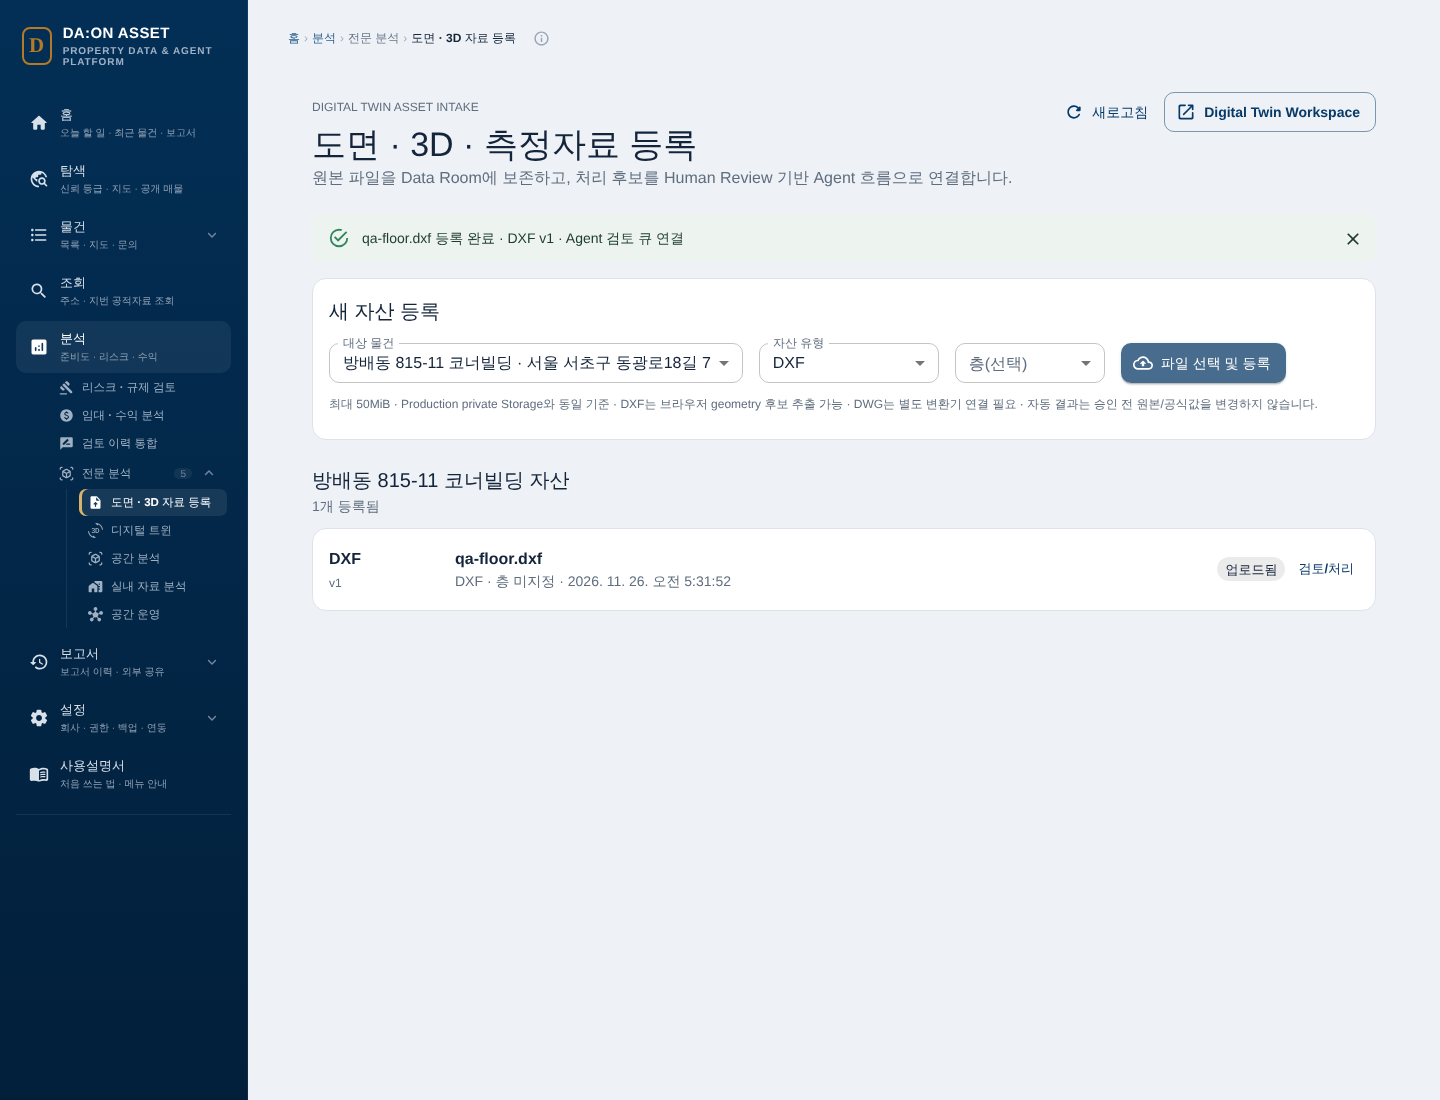 D
DA:ON ASSET
PROPERTY DATA & AGENT
PLATFORM
홈
오늘 할 일 · 최근 물건 · 보고서
탐색
신뢰 등급 · 지도 · 공개 매물
물건
목록 · 지도 · 문의
조회
주소 · 지번 공적자료 조회
분석
준비도 · 리스크 · 수익
리스크 · 규제 검토
임대 · 수익 분석
검토 이력 통합
전문 분석
5
도면 · 3D 자료 등록
디지털 트윈
공간 분석
실내 자료 분석
공간 운영
보고서
보고서 이력 · 외부 공유
설정
회사 · 권한 · 백업 · 연동
사용설명서
처음 쓰는 법 · 메뉴 안내
홈 › 분석 › 전문 분석 › 도면 · 3D 자료 등록
DIGITAL TWIN ASSET INTAKE
도면 · 3D · 측정자료 등록
원본 파일을 Data Room에 보존하고, 처리 후보를 Human Review 기반 Agent 흐름으로 연결합니다.
새로고침
Digital Twin Workspace
qa-floor.dxf 등록 완료 · DXF v1 · Agent 검토 큐 연결
새 자산 등록
대상 물건
방배동 815-11 코너빌딩 · 서울 서초구 동광로18길 7
자산 유형
DXF
층(선택)
파일 선택 및 등록
최대 50MiB · Production private Storage와 동일 기준 · DXF는 브라우저 geometry 후보 추출 가능 · DWG는 별도 변환기 연결 필요 · 자동 결과는 승인 전 원본/공식값을 변경하지 않습니다.
방배동 815-11 코너빌딩 자산
1개 등록됨
DXF
v1
qa-floor.dxf
DXF · 층 미지정 · 2026. 11. 26. 오전 5:31:52
업로드됨
검토/처리